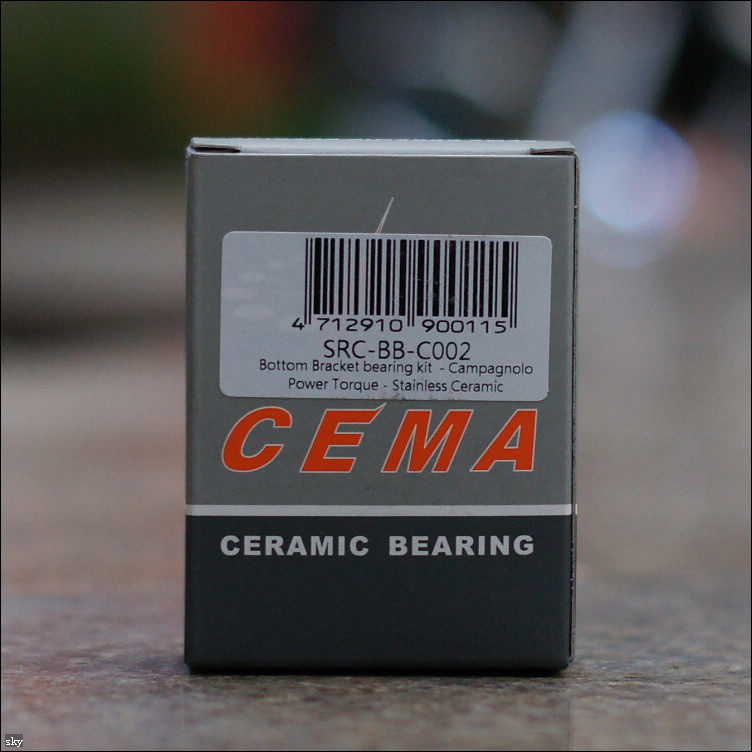 4 712910 900115
SRC-BB-C002
Bottom Bracket bearing kit - Campagnolo
Power Torque - Stainless Ceramic
CEMA
CERAMIC BEARING
sky